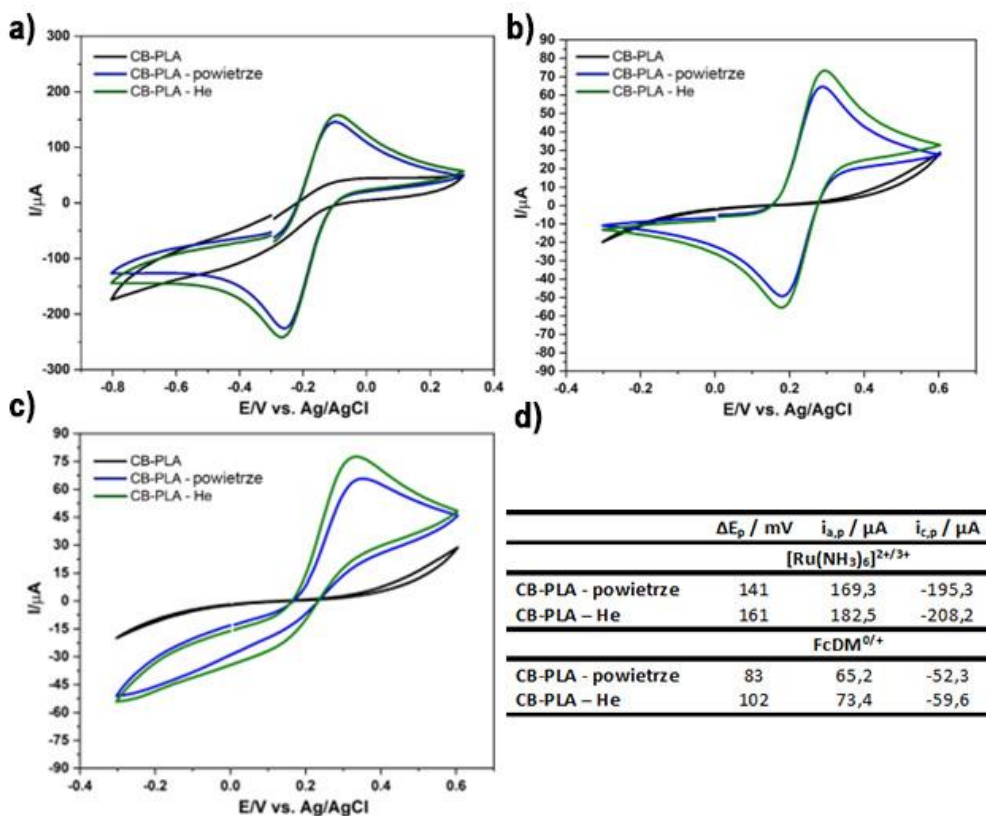 a)
CB-PLA
CB-PLA - powietrze
CB-PLA - He
I/µA
300
200
100
0
-100
-200
-300
-0.8 -0.6 -0.4 -0.2 0.0 0.2 0.4
E/V vs. Ag/AgCl
b)
CB-PLA
CB-PLA - powietrze
CB-PLA - He
I/µA
90
80
70
60
50
40
30
20
10
0
-10
-20
-30
-40
-50
-60
-70
-80
-90
-0.4 -0.2 0.0 0.2 0.4 0.6
E/V vs. Ag/AgCl
c)
CB-PLA
CB-PLA - powietrze
CB-PLA - He
I/µA
90
75
60
45
30
15
0
-15
-30
-45
-60
-75
-90
-0.4 -0.2 0.0 0.2 0.4 0.6
E/V vs. Ag/AgCl
d)
ΔEₚ / mV iₐ,ₚ / µA i_c,p / µA
[Ru(NH₃)₆]²⁺/³⁺
CB-PLA - powietrze 141 169,3 -195,3
CB-PLA – He 161 182,5 -208,2
FcDM⁰/⁺
CB-PLA - powietrze 83 65,2 -52,3
CB-PLA – He 102 73,4 -59,6